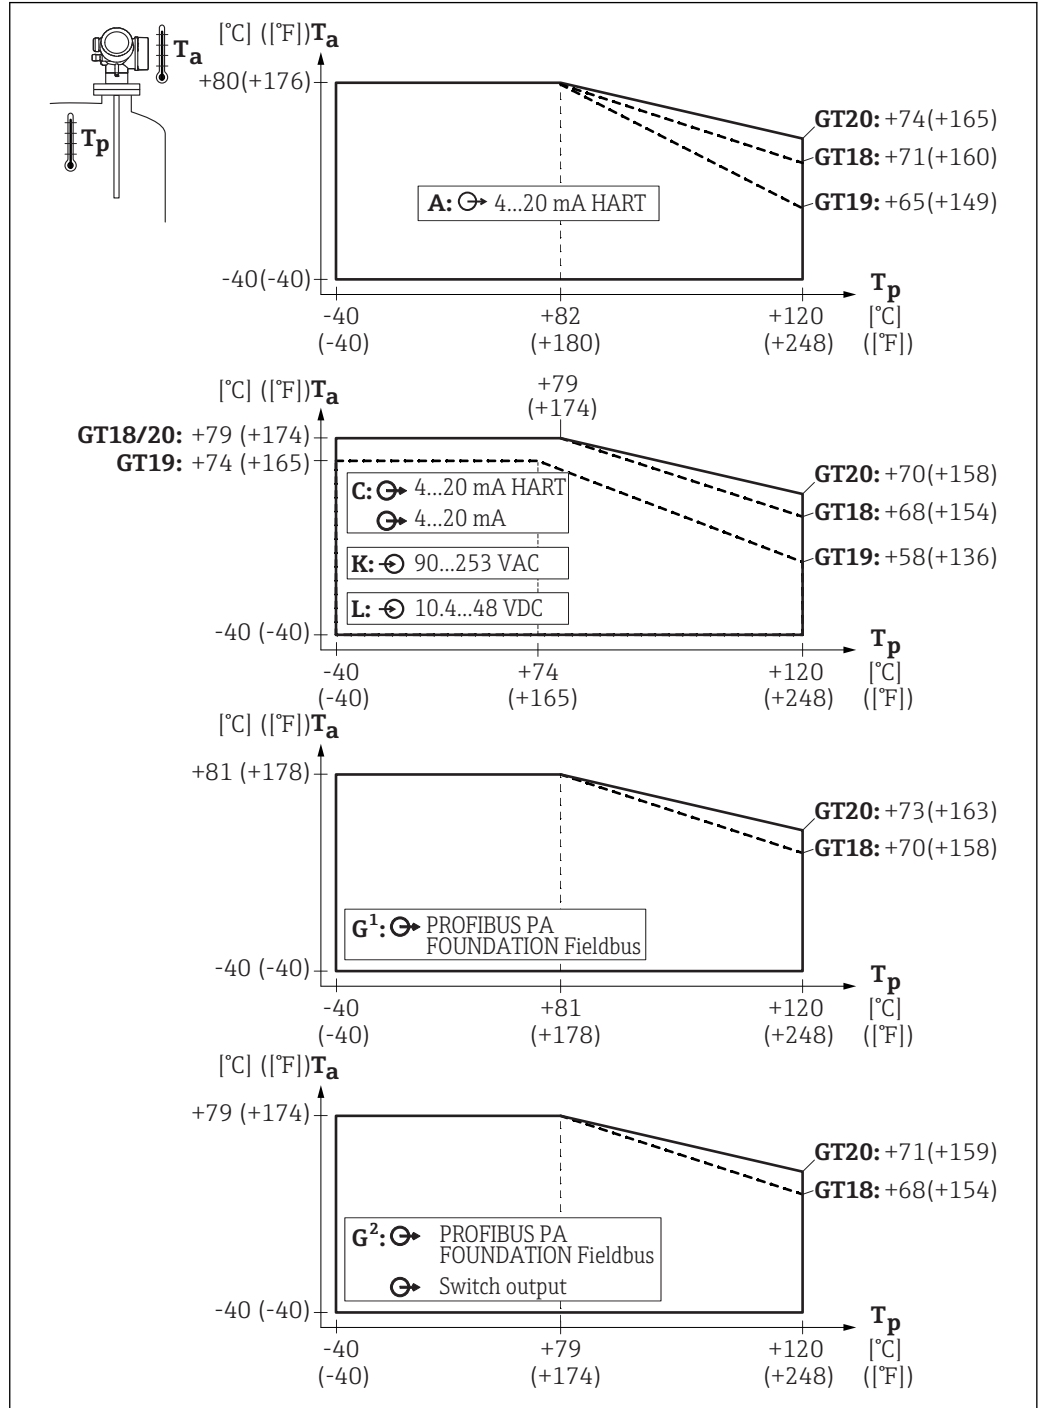 [°C] ([°F]) Ta
Ta
Tp
+80(+176)
GT20: +74(+165)
GT18: +71(+160)
GT19: +65(+149)
A: 4...20 mA HART
-40(-40)
Tp
-40 +82 +120 [°C]
(-40) (+180) (+248) ([°F])
[°C] ([°F]) Ta
+79
(+174)
GT18/20: +79 (+174)
GT19: +74 (+165)
GT20: +70(+158)
GT18: +68(+154)
GT19: +58(+136)
C: 4...20 mA HART
4...20 mA
K: 90...253 VAC
L: 10.4...48 VDC
-40 (-40)
Tp
-40 +74 +120 [°C]
(-40) (+165) (+248) ([°F])
[°C] ([°F]) Ta
+81 (+178)
GT20: +73(+163)
GT18: +70(+158)
G1: PROFIBUS PA
FOUNDATION Fieldbus
-40 (-40)
Tp
-40 +81 +120 [°C]
(-40) (+178) (+248) ([°F])
[°C] ([°F]) Ta
+79 (+174)
GT20: +71(+159)
GT18: +68(+154)
G2: PROFIBUS PA
FOUNDATION Fieldbus
Switch output
-40 (-40)
Tp
-40 +79 +120 [°C]
(-40) (+174) (+248) ([°F])